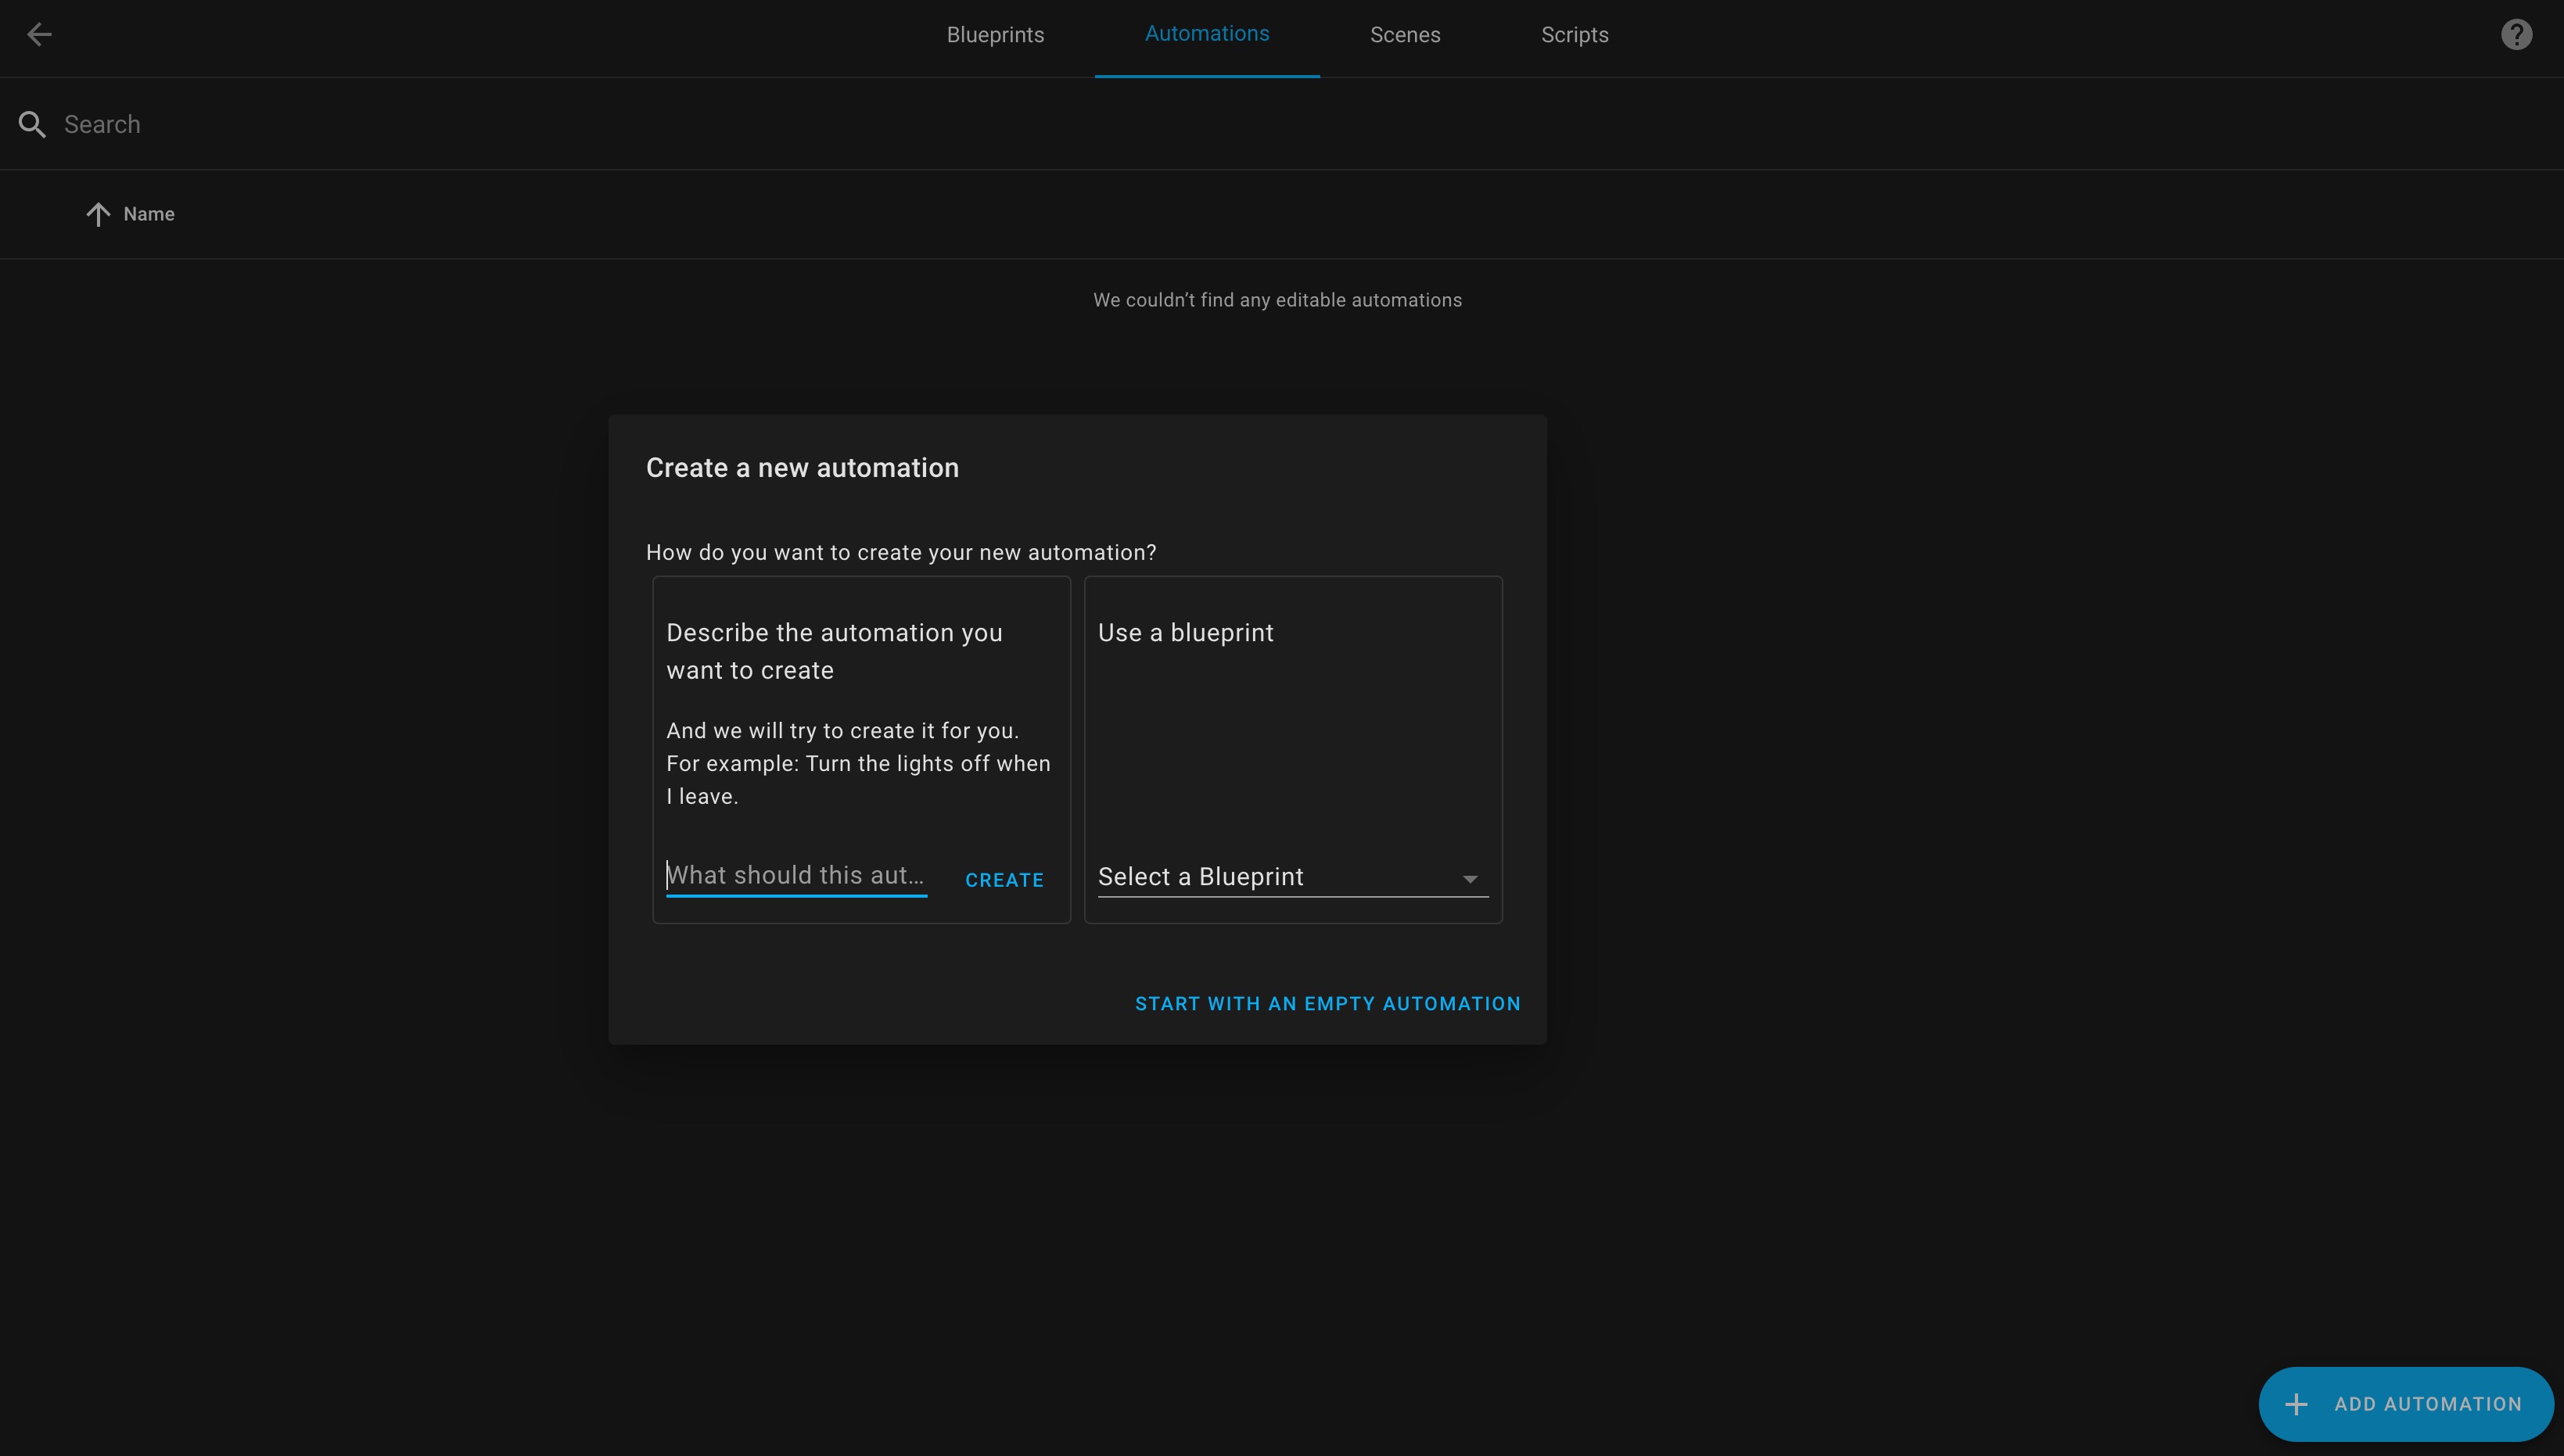 Blueprints
Automations
Scenes
Scripts
Search
Name
We couldn’t find any editable automations
Create a new automation
How do you want to create your new automation?
Describe the automation you
want to create
And we will try to create it for you.
For example: Turn the lights off when
I leave.
What should this aut...
CREATE
Use a blueprint
Select a Blueprint
START WITH AN EMPTY AUTOMATION
ADD AUTOMATION